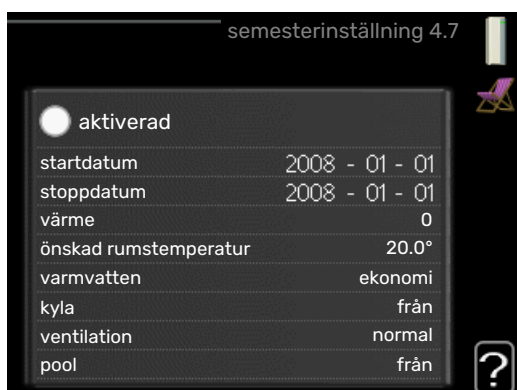 semesterinställning 4.7
aktiverad
startdatum 2008 - 01 - 01
stoppdatum 2008 - 01 - 01
värme 0
önskad rumstemperatur 20.0°
varmvatten ekonomi
kyla från
ventilation normal
pool från
?